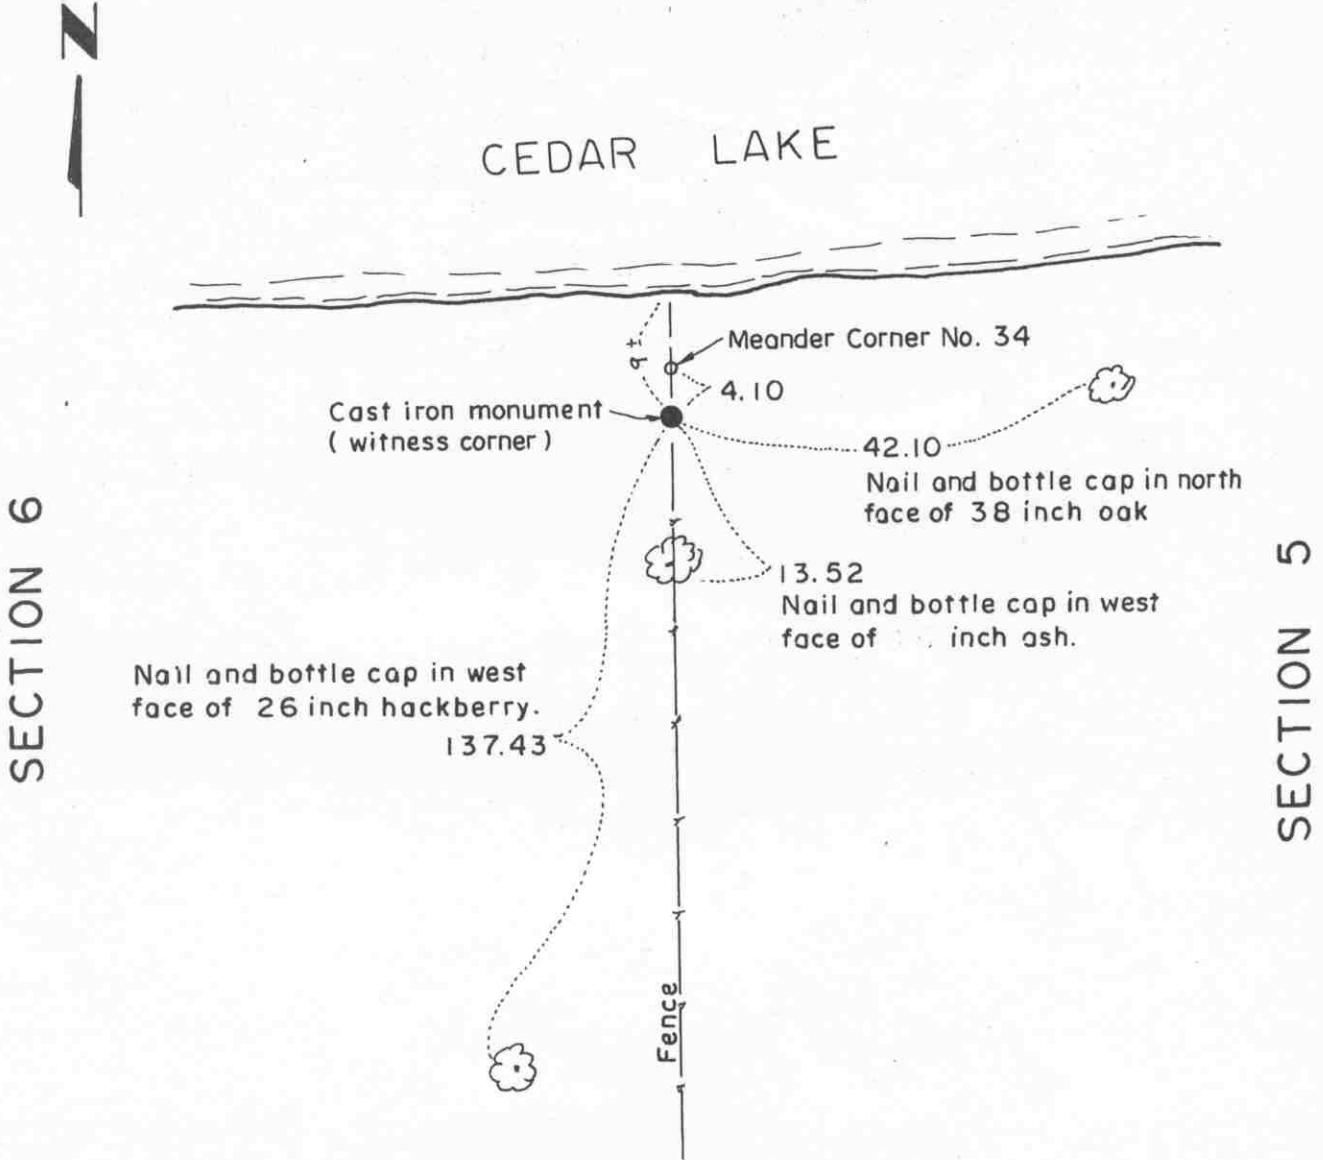 N
CEDAR LAKE
Meander Corner No. 34
9 ±
4.10
Cast iron monument
( witness corner )
42.10
Nail and bottle cap in north
face of 38 inch oak
13.52
Nail and bottle cap in west
face of inch ash.
Nail and bottle cap in west
face of 26 inch hackberry.
137.43
SECTION 6
SECTION 5
Fence